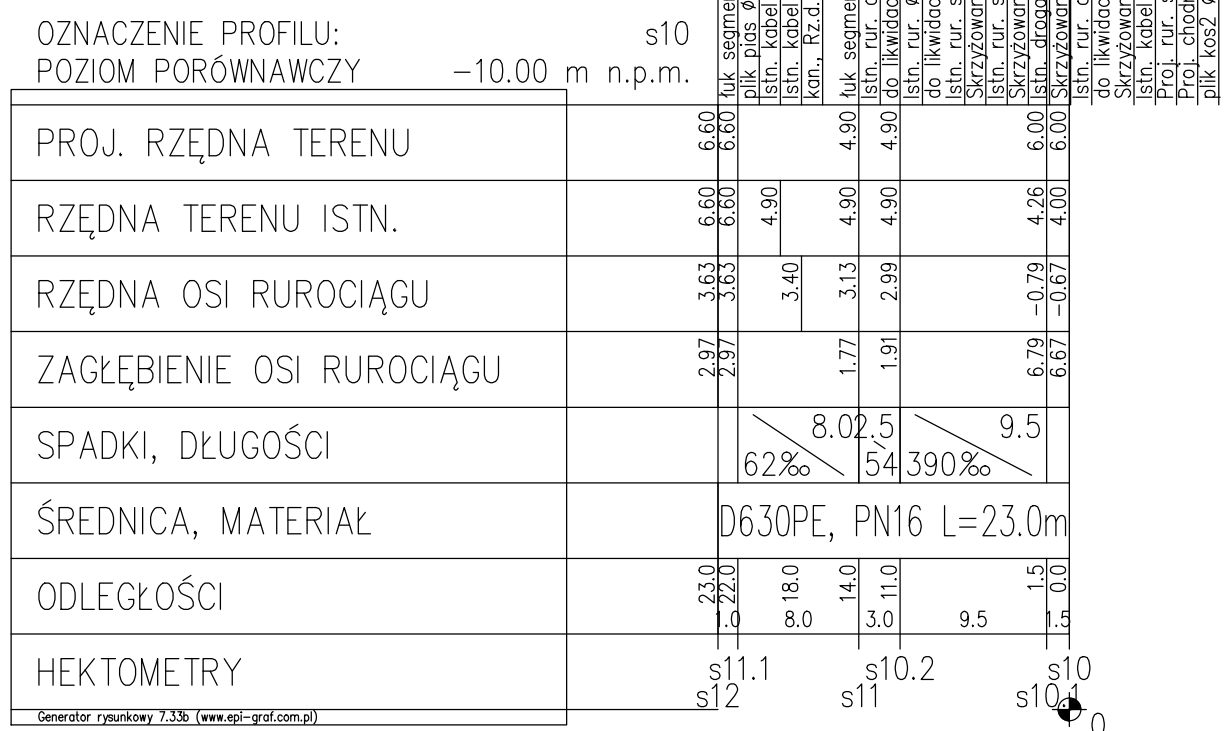 OZNACZENIE PROFILU: s10
POZIOM PORÓWNAWCZY −10.00 m n.p.m.
łuk segmen
plik pias Ø
Istn. kabel
Istn. kabel
kan., Rz.d.
łuk segmen
Istn. rur.
do likwidac
Istn. rur. Ø
do likwidac
Istn. rur. s
Skrzyżowan
Istn. rur. s
Skrzyżowan
Istn. droga
Skrzyżowan
Istn. rur.
do likwidac
Skrzyżowan
Istn. kabel
Proj. rur. s
Proj. chodn
plik kos2 Ø
PROJ. RZĘDNA TERENU 6.60 6.60 4.90 4.90 6.00 6.00
RZĘDNA TERENU ISTN. 6.60 6.60 4.90 4.90 4.90 4.26 4.00
RZĘDNA OSI RUROCIĄGU 3.63 3.63 3.40 3.13 2.99 −0.79 −0.67
ZAGŁĘBIENIE OSI RUROCIĄGU 2.97 2.97 1.77 1.91 6.79 6.67
SPADKI, DŁUGOŚCI 8.0 2.5 9.5
62‰ 54 390‰
ŚREDNICA, MATERIAŁ D630PE, PN16 L=23.0m
ODLEGŁOŚCI 23.0 22.0 18.0 14.0 11.0 1.5 0.0
1.0 8.0 3.0 9.5 1.5
HEKTOMETRY s11.1 s10.2 s10
s12 s11 s10.1
Generator rysunkowy 7.33b (www.epi-graf.com.pl)
0